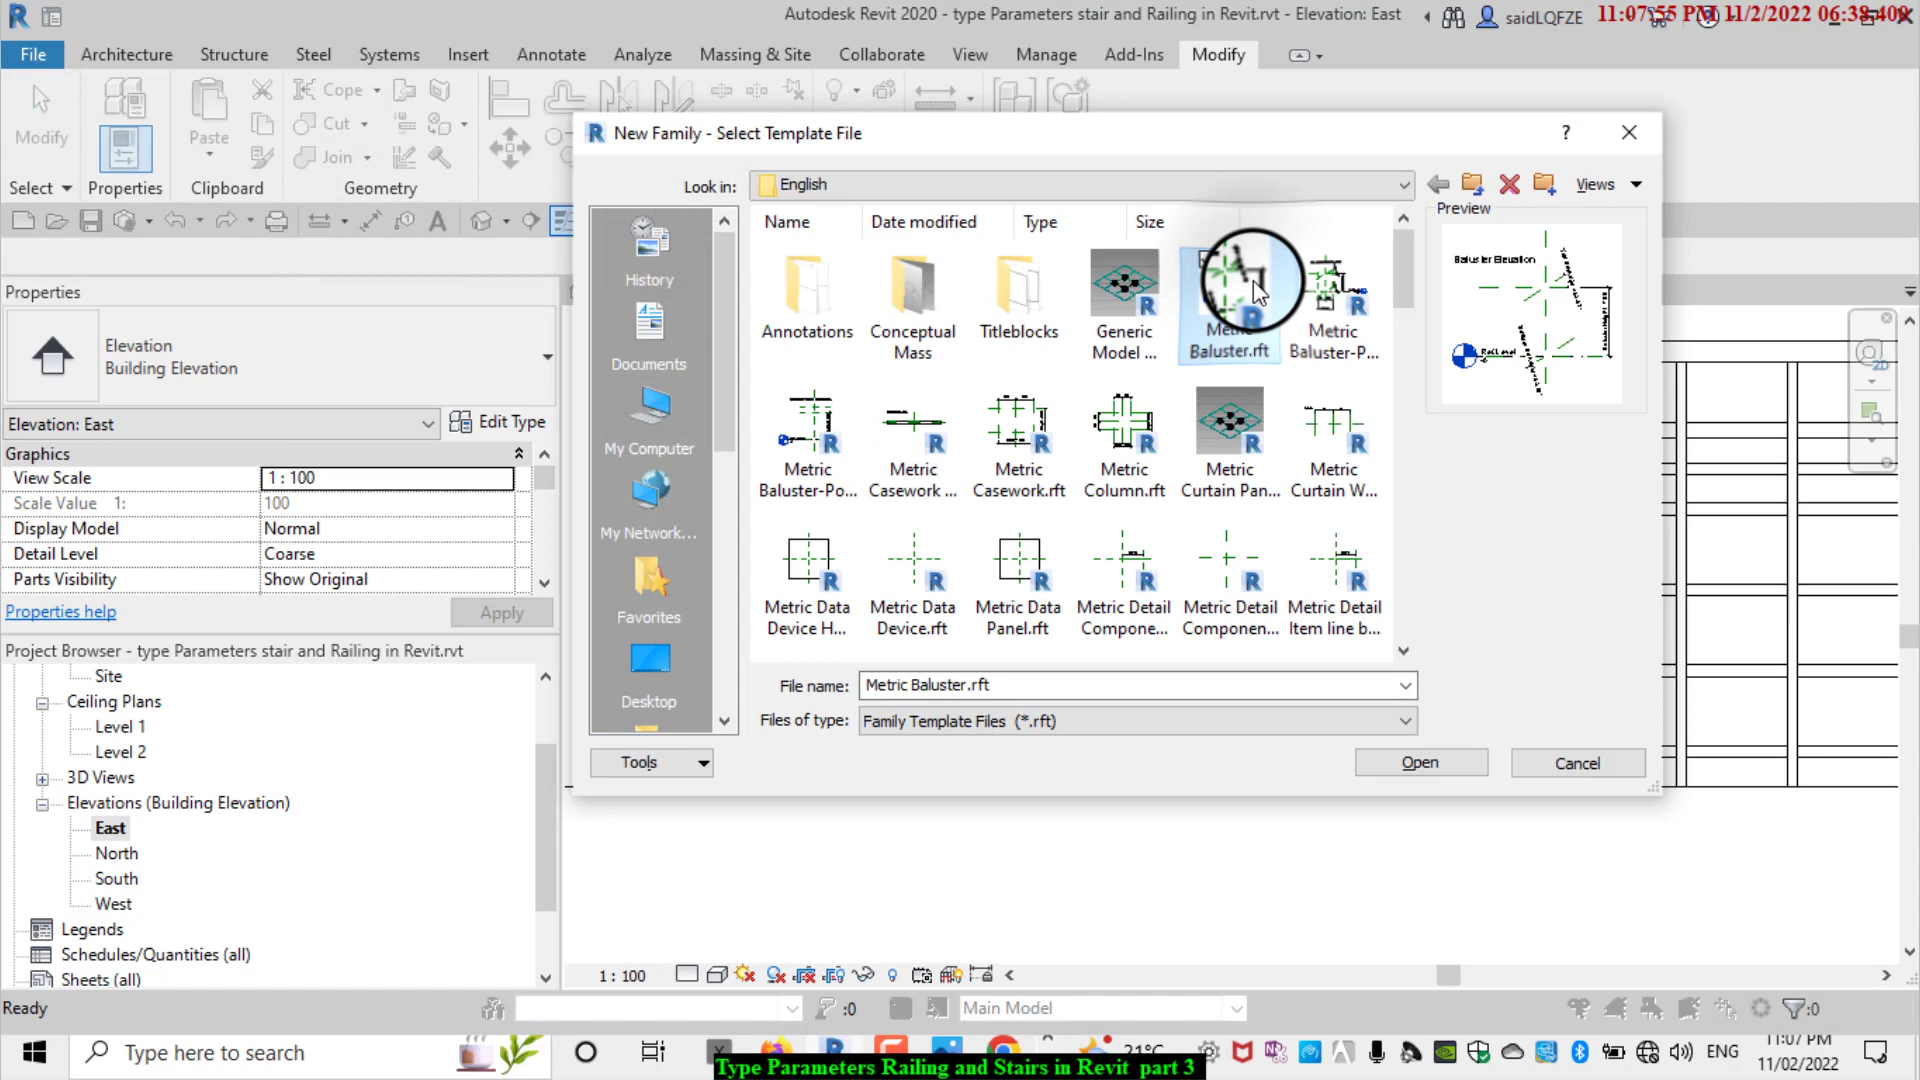 Autodesk Revit 2020 - type Parameters stair and Railing in Revit.rvt - Elevation: East
saidLQFZE
11:07:55 PM 11/2/2022 06:38.400
File Architecture Structure Steel Systems Insert Annotate Analyze Massing & Site Collaborate View Manage Add-Ins Modify
Modify
Paste
Cope
Cut
Join
Select Properties Clipboard Geometry
New Family - Select Template File
Look in: English
Views
Name Date modified Type Size
Preview
History
Documents
My Computer
My Network...
Favorites
Desktop
Annotations
Conceptual
Mass
Titleblocks
Generic
Model ...
Baluster.rft
Metric
Baluster-P...
Metric
Baluster-Po...
Metric
Casework ...
Metric
Casework.rft
Metric
Column.rft
Metric
Curtain Pan...
Metric
Curtain W...
Metric Data
Device H...
Metric Data
Device.rft
Metric Data
Panel.rft
Metric Detail
Compone...
Metric Detail
Componen...
Metric Detail
Item line b...
Baluster Elevation
File name: Metric Baluster.rft
Files of type: Family Template Files (*.rft)
Tools
Open
Cancel
Properties
Elevation
Building Elevation
Elevation: East
Edit Type
Graphics
View Scale 1 : 100
Scale Value 1: 100
Display Model Normal
Detail Level Coarse
Parts Visibility Show Original
Properties help
Apply
Project Browser - type Parameters stair and Railing in Revit.rvt
Site
Ceiling Plans
Level 1
Level 2
3D Views
Elevations (Building Elevation)
East
North
South
West
Legends
Schedules/Quantities (all)
Sheets (all)
2D
1 : 100
Ready
:0
Main Model
:0
Type here to search
21°C
ENG
11:07 PM
11/02/2022
Type Parameters Railing and Stairs in Revit part 3